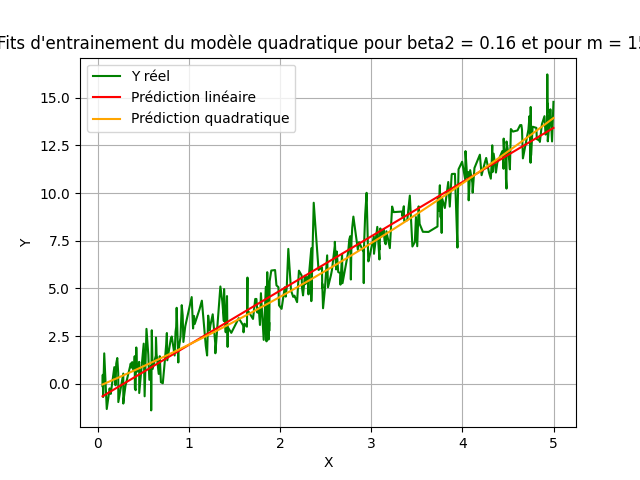 Fits d'entrainement du modèle quadratique pour beta2 = 0.16 et pour m = 15
Y réel
Prédiction linéaire
Prédiction quadratique
15.0
12.5
10.0
7.5
5.0
2.5
0.0
Y
0 1 2 3 4 5
X